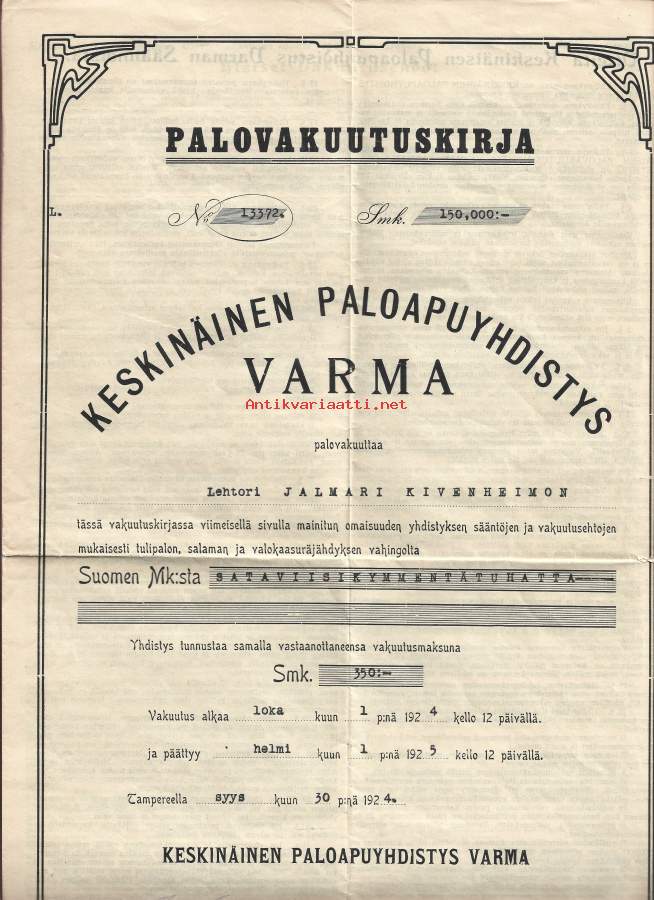 PALOVAKUUTUSKIRJA
L.
No 13372. Smk. 150,000:-
KESKINÄINEN PALOAPUYHDISTYS
VARMA
Antikvariaatti.net
palovakuuttaa
Lehtori JALMARI KIVENHEIMON
tässä vakuutuskirjassa viimeisellä sivulla mainitun omaisuuden yhdistyksen sääntöjen ja vakuutusehtojen
mukaisesti tulipalon, salaman ja valokaasuräjähdyksen vahingolta
Suomen Mk:sta SATAVIISIKYMMENTÄTUHATTA----
Yhdistys tunnustaa samalla vastaanottaneensa vakuutusmaksuna
Smk. 350:-
Vakuutus alkaa loka kuun 1 p:nä 1924 kello 12 päivällä.
ja päättyy helmi kuun 1 p:nä 1925 kello 12 päivällä.
Tampereella syys kuun 30 p:nä 1924.
KESKINÄINEN PALOAPUYHDISTYS VARMA